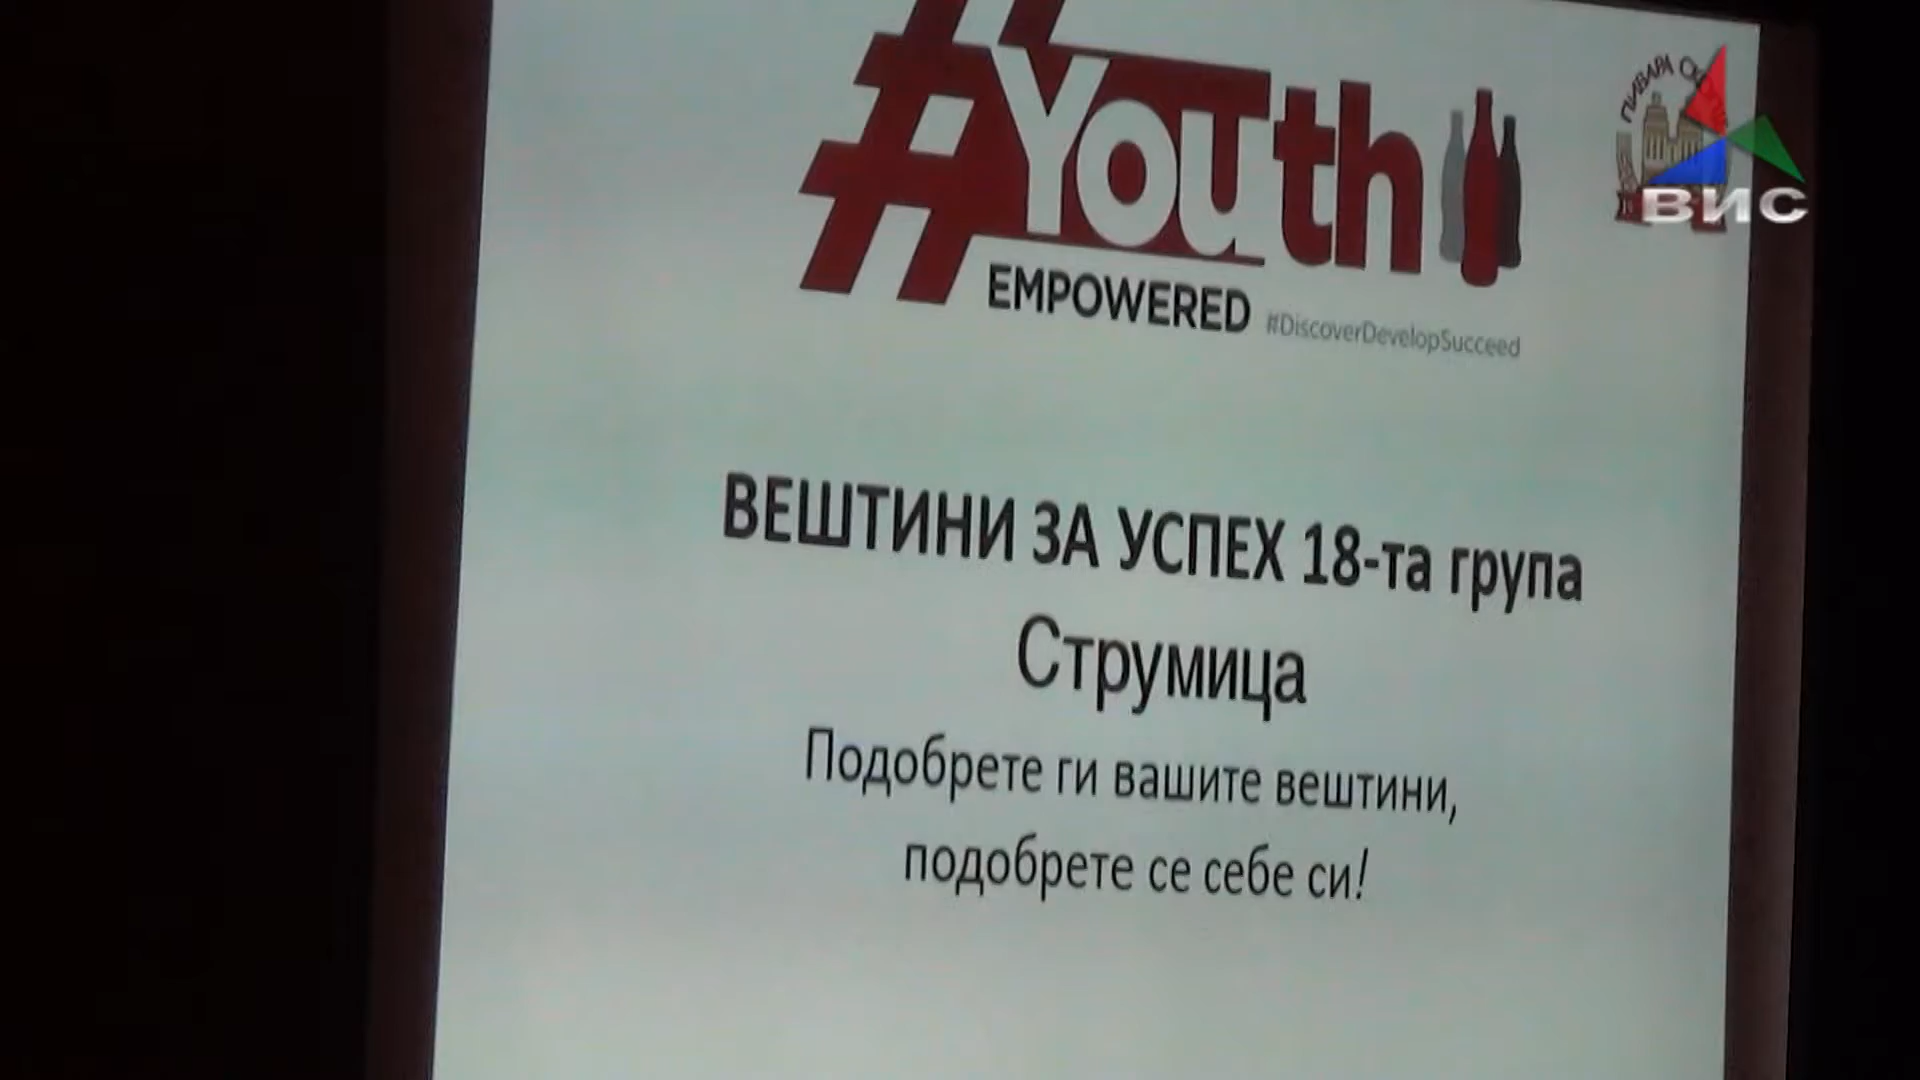 #Youth
EMPOWERED #DiscoverDevelopSucceed
ПИВАРА
ВИС
ВЕШТИНИ ЗА УСПЕХ 18-та група
Струмица
Подобрете ги вашите вештини,
подобрете се себе си!